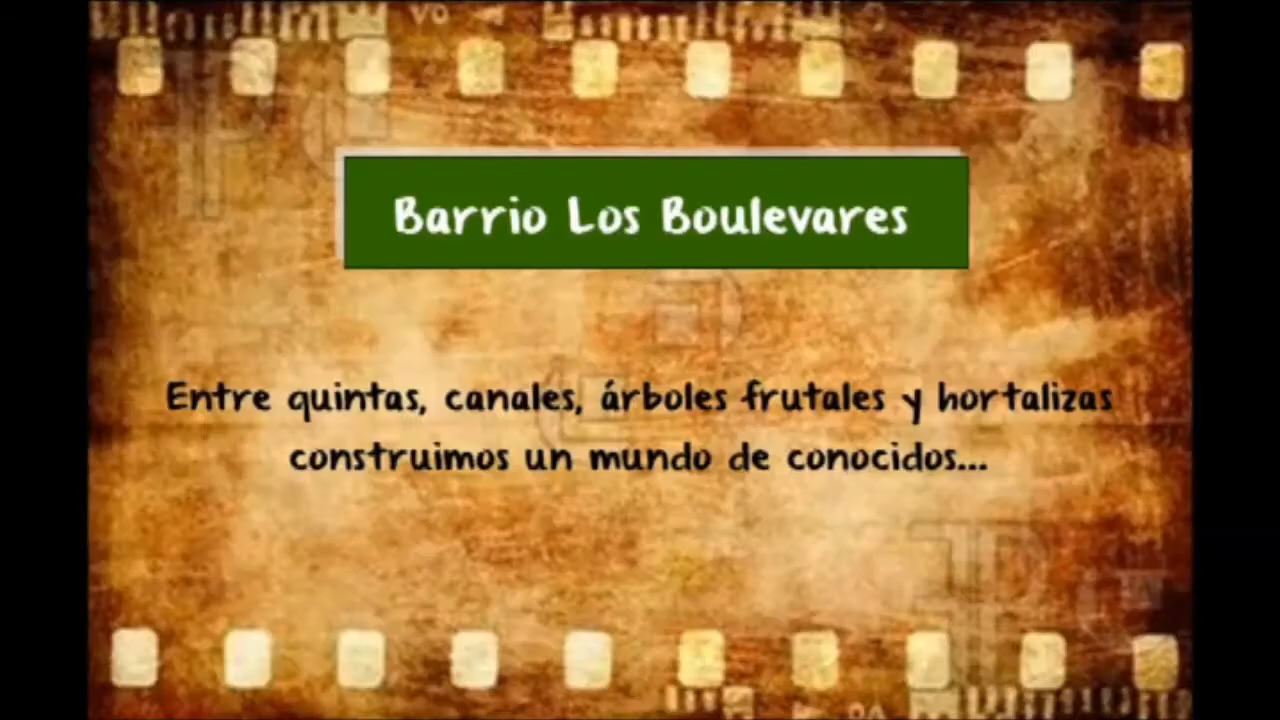 Barrio Los Boulevares
Entre quintas, canales, árboles frutales y hortalizas
construimos un mundo de conocidos...